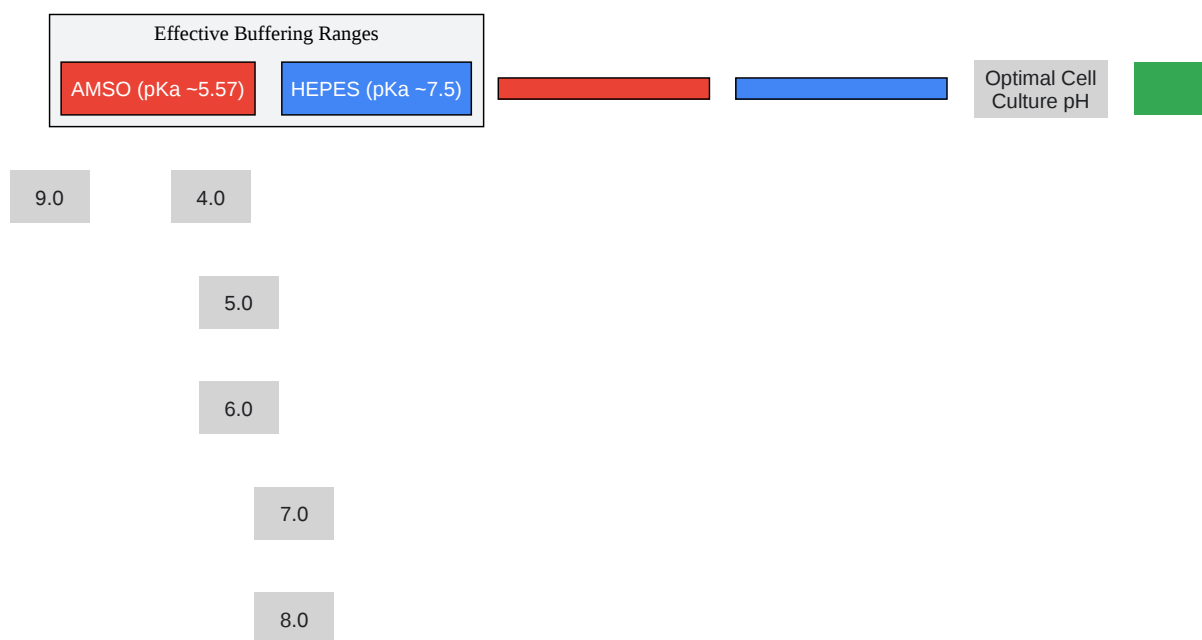 Effective Buffering Ranges
AMSO (pKa ~5.57)
HEPES (pKa ~7.5)
Optimal Cell
Culture pH
9.0
4.0
5.0
6.0
7.0
8.0